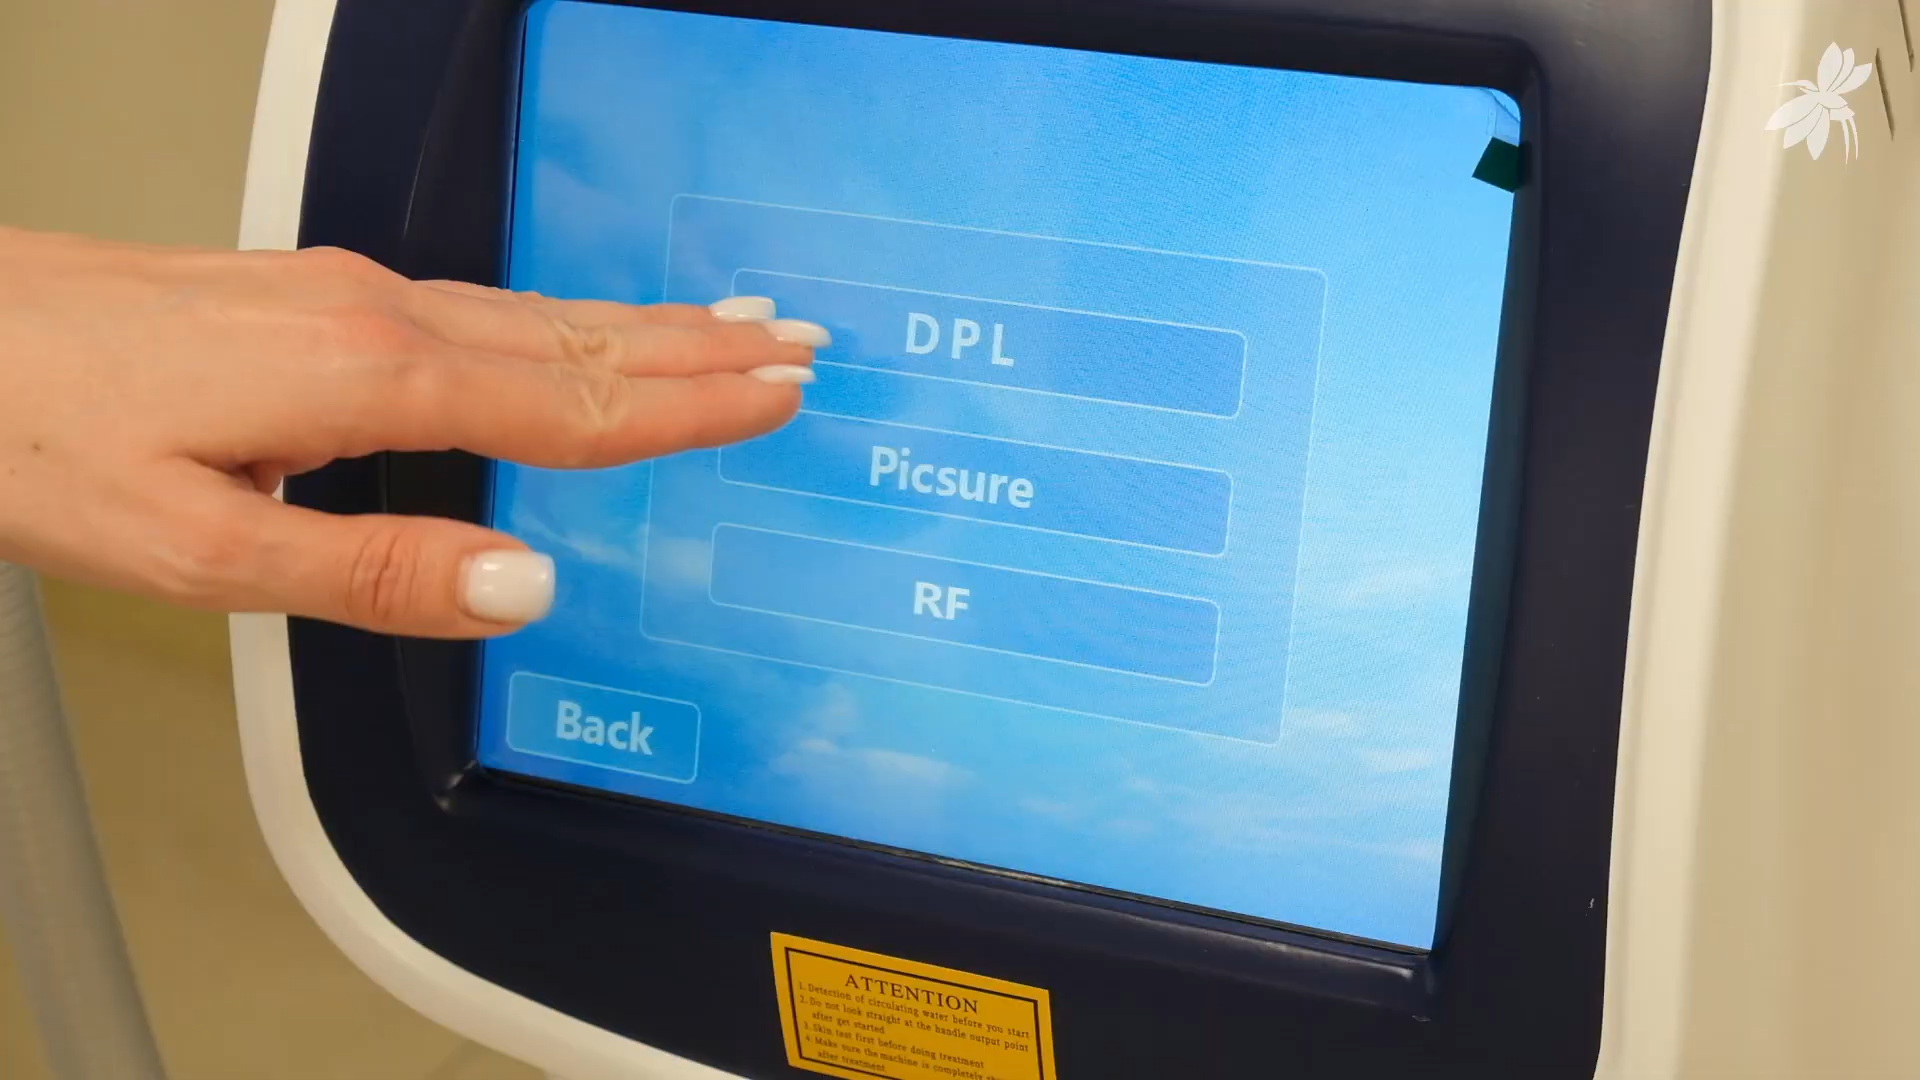 DPL
Picsure
RF
Back
ATTENTION
1. Detection of circulating water before you start
2. Do not look straight at the handle output point
after get started
3. Skin test first before doing treatment
4. Make sure the machine is completely
after treatment